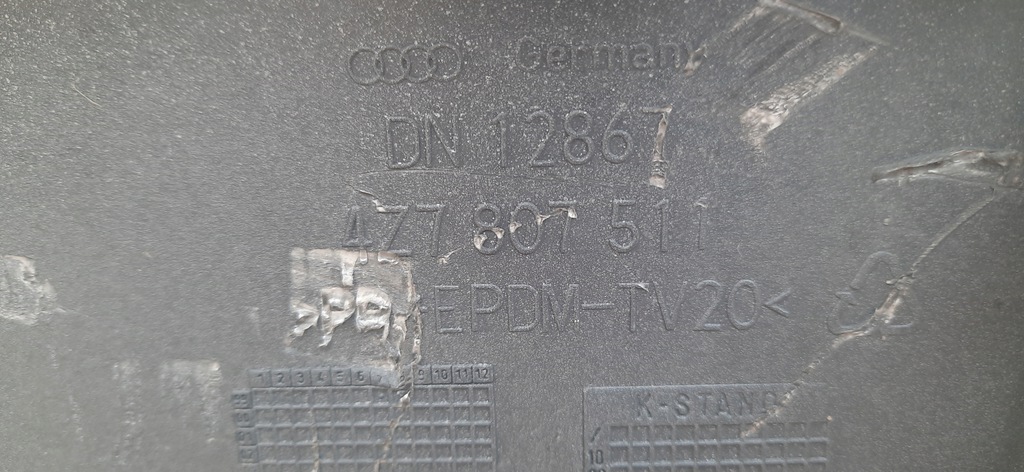 Germany
DN 12867
4Z7 807 511
EPDM-TV20<
1 2 3 4 5 6 7 9 10 11 12
K-STAND
10